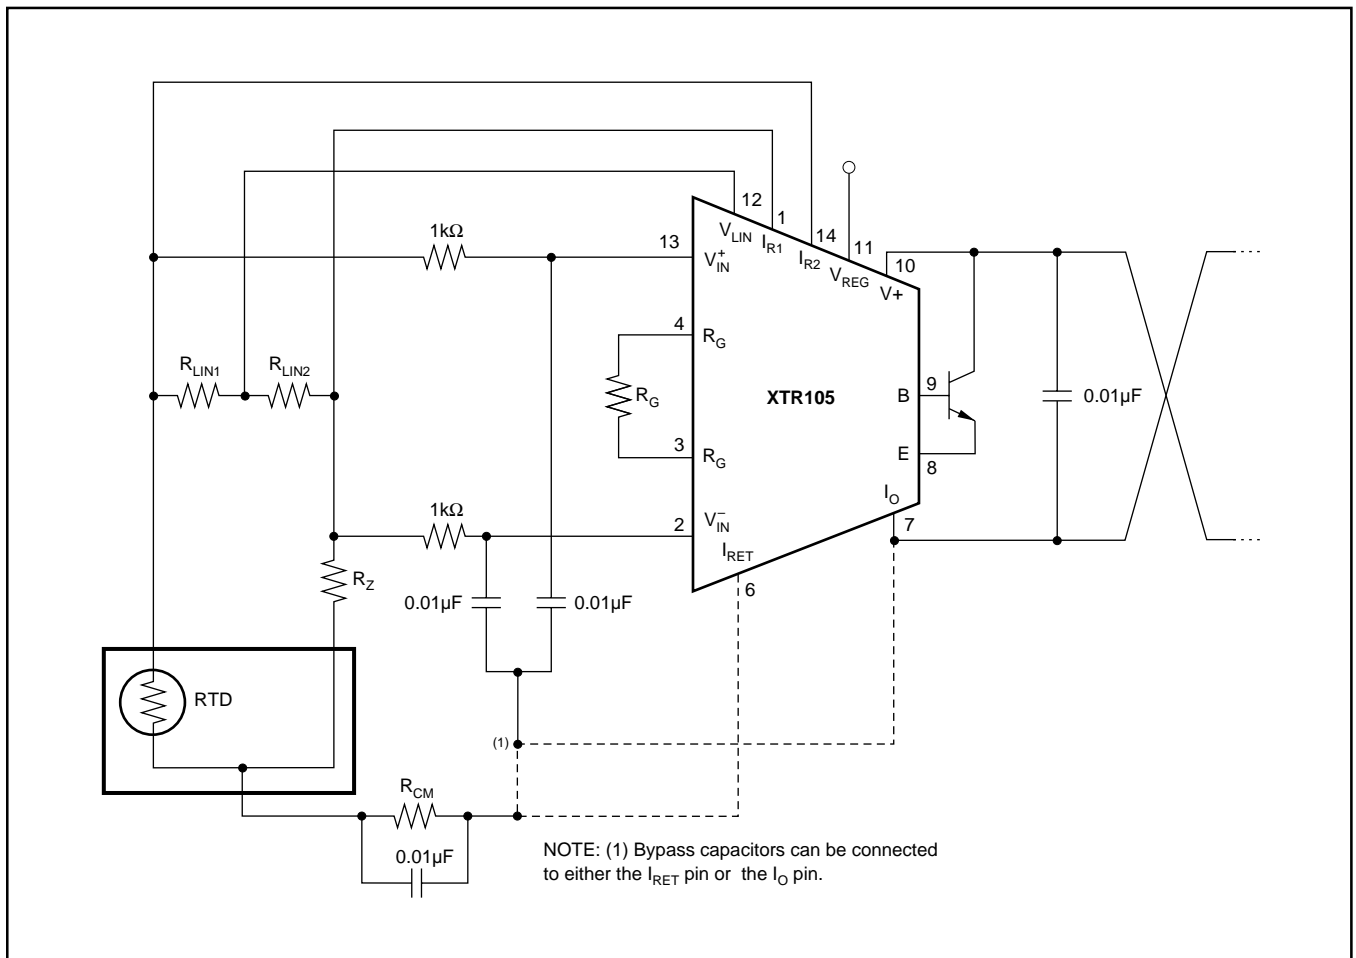 12
1
14
11
10
1kΩ
13
V_LIN
I_R1
I_R2
V_REG
V+
V_IN^+
4
R_G
R_LIN1
R_LIN2
R_G
XTR105
9
B
0.01µF
3
R_G
E
8
1kΩ
2
V_IN^−
I_O
7
I_RET
6
R_Z
0.01µF
0.01µF
RTD
(1)
R_CM
0.01µF
NOTE: (1) Bypass capacitors can be connected
to either the I_RET pin or the I_O pin.